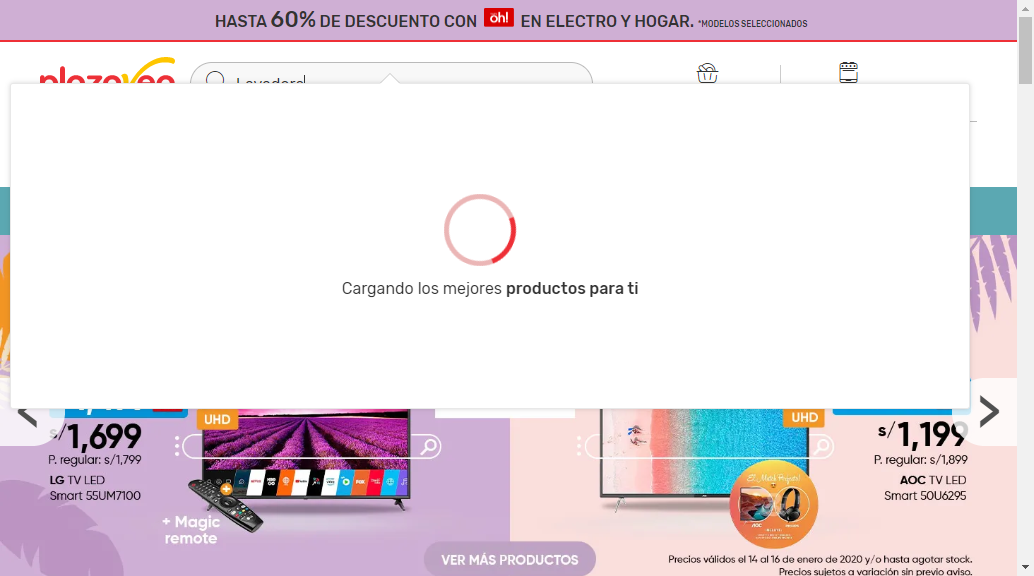 HASTA 60% DE DESCUENTO CON oh! EN ELECTRO Y HOGAR. *MODELOS SELECCIONADOS
plazavea
Lavadora
Cargando los mejores productos para ti
UHD
s/1,699
P. regular: s/1,799
LG TV LED
Smart 55UM7100
+ Magic
remote
UHD
s/1,199
P. regular: s/1,899
AOC TV LED
Smart 50U6295
AOC
VER MÁS PRODUCTOS
Precios válidos el 14 al 16 de enero de 2020 y/o hasta agotar stock.
Precios sujetos a variación sin previo aviso.